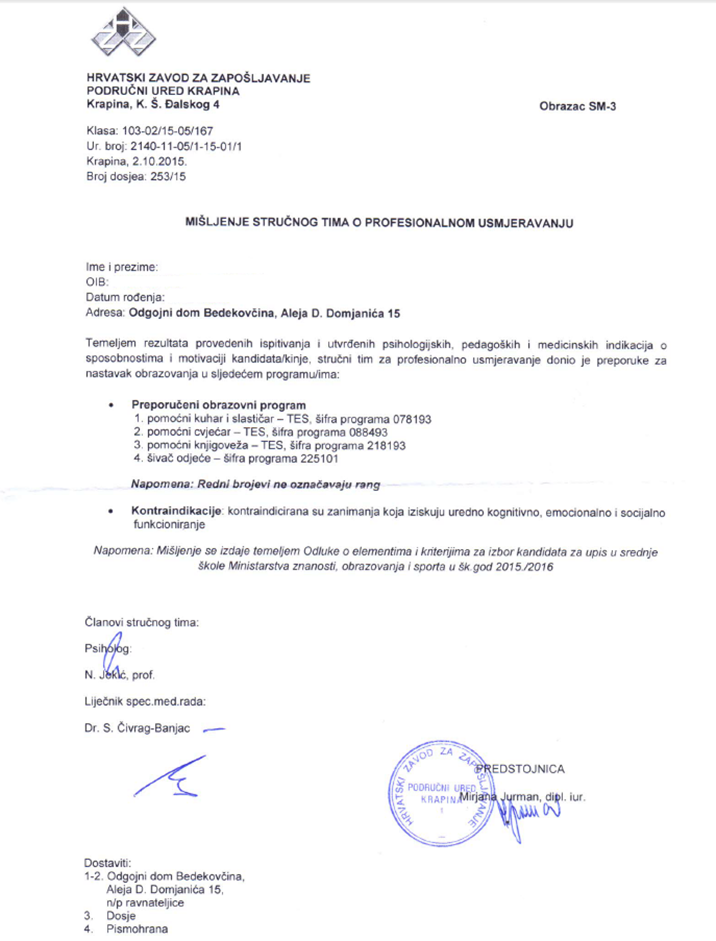 HRVATSKI ZAVOD ZA ZAPOŠLJAVANJE
PODRUČNI URED KRAPINA
Krapina, K. Š. Đalskog 4
Obrazac SM-3
Klasa: 103-02/15-05/167
Ur. broj: 2140-11-05/1-15-01/1
Krapina, 2.10.2015.
Broj dosjea: 253/15
MIŠLJENJE STRUČNOG TIMA O PROFESIONALNOM USMJERAVANJU
Ime i prezime:
OIB:
Datum rođenja:
Adresa: Odgojni dom Bedekovčina, Aleja D. Domjanića 15
Temeljem rezultata provedenih ispitivanja i utvrđenih psihologijskih, pedagoških i medicinskih indikacija o
sposobnostima i motivaciji kandidata/kinje, stručni tim za profesionalno usmjeravanje donio je preporuke za
nastavak obrazovanja u sljedećem programu/ima:
• Preporučeni obrazovni program
1. pomoćni kuhar i slastičar – TES, šifra programa 078193
2. pomoćni cvjećar – TES, šifra programa 088493
3. pomoćni knjigoveža – TES, šifra programa 218193
4. šivač odjeće – šifra programa 225101
Napomena: Redni brojevi ne označavaju rang
• Kontraindikacije: kontraindicirana su zanimanja koja iziskuju uredno kognitivno, emocionalno i socijalno
funkcioniranje
Napomena: Mišljenje se izdaje temeljem Odluke o elementima i kriterijima za izbor kandidata za upis u srednje
škole Ministarstva znanosti, obrazovanja i sporta u šk.god 2015./2016
Članovi stručnog tima:
Psiholog:
N. Jekić, prof.
Liječnik spec.med.rada:
Dr. S. Čivrag-Banjac
HRVATSKI ZAVOD ZA ZAPOŠLJAVANJE
PODRUČNI URED
KRAPINA
1
PREDSTOJNICA
Mirjana Jurman, dipl. iur.
Dostaviti:
1-2. Odgojni dom Bedekovčina,
Aleja D. Domjanića 15,
n/p ravnateljice
3. Dosje
4. Pismohrana